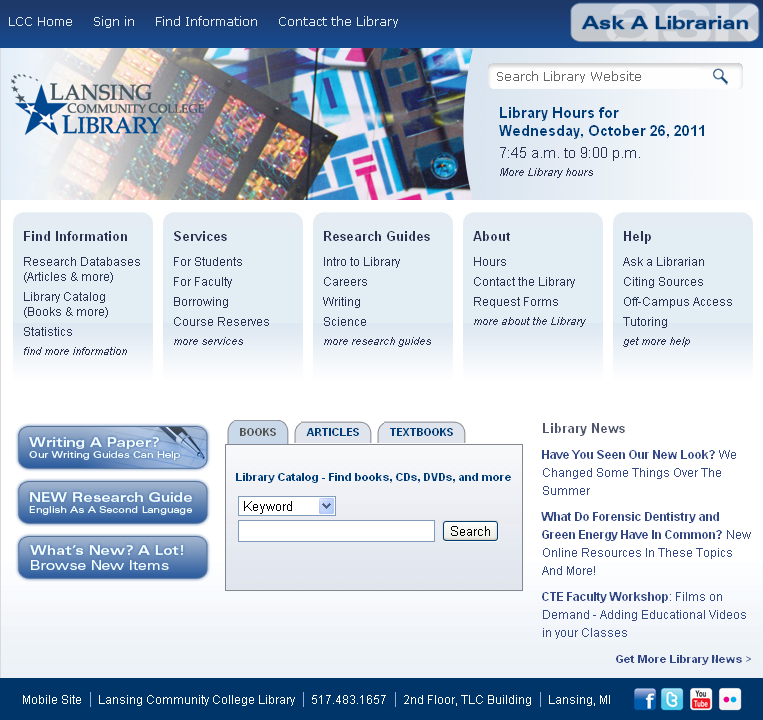 LCC Home Sign in Find Information Contact the Library
Ask A Librarian
LANSING
COMMUNITY COLLEGE
LIBRARY
Search Library Website
Library Hours for
Wednesday, October 26, 2011
7:45 a.m. to 9:00 p.m.
More Library hours
Find Information
Research Databases
(Articles & more)
Library Catalog
(Books & more)
Statistics
find more information
Services
For Students
For Faculty
Borrowing
Course Reserves
more services
Research Guides
Intro to Library
Careers
Writing
Science
more research guides
About
Hours
Contact the Library
Request Forms
more about the Library
Help
Ask a Librarian
Citing Sources
Off-Campus Access
Tutoring
get more help
Writing A Paper?
Our Writing Guides Can Help
NEW Research Guide
English As A Second Language
What's New? A Lot!
Browse New Items
BOOKS ARTICLES TEXTBOOKS
Library Catalog - Find books, CDs, DVDs, and more
Keyword
Search
Library News
Have You Seen Our New Look? We
Changed Some Things Over The
Summer
What Do Forensic Dentistry and
Green Energy Have In Common? New
Online Resources In These Topics
And More!
CTE Faculty Workshop: Films on
Demand - Adding Educational Videos
in your Classes
Get More Library News >
Mobile Site | Lansing Community College Library | 517.483.1657 | 2nd Floor, TLC Building | Lansing, MI
You
Tube